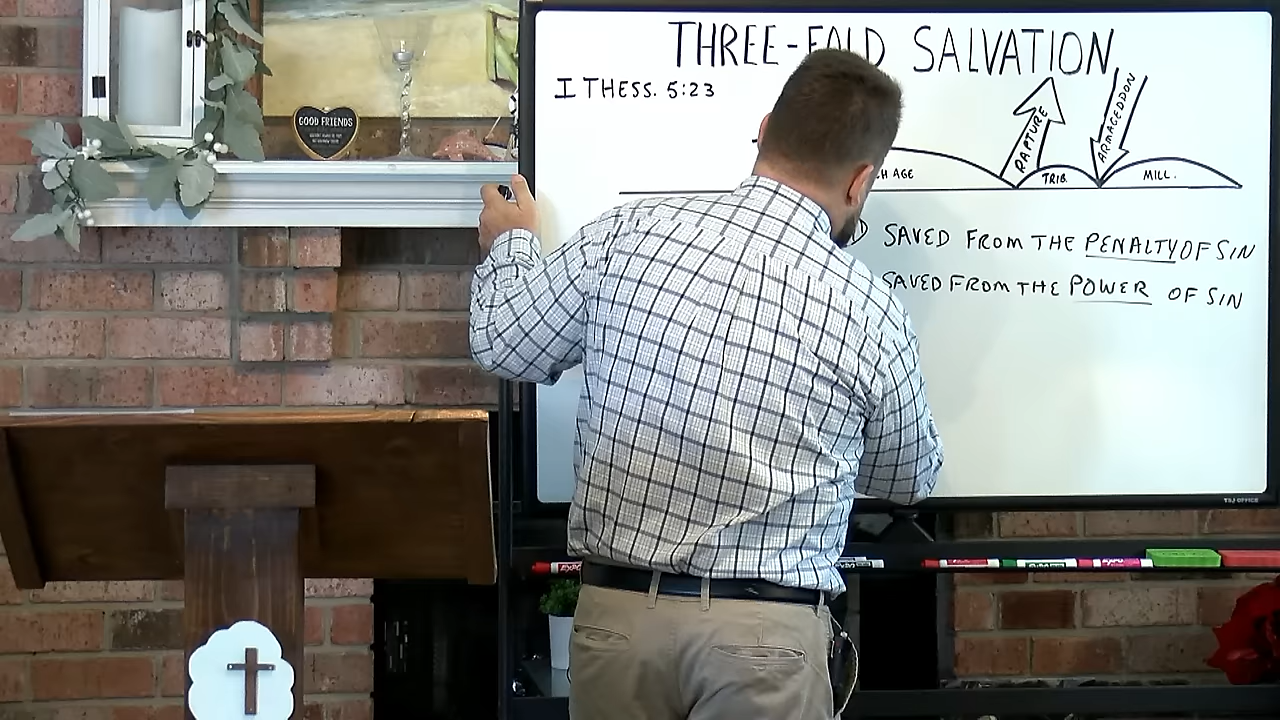 THREE-FOLD SALVATION
I THESS. 5:23
GOOD FRIENDS
RAPTURE
ARMAGEDDON
H AGE
TRIB.
MILL.
SAVED FROM THE PENALTY OF SIN
SAVED FROM THE POWER OF SIN
EXPO